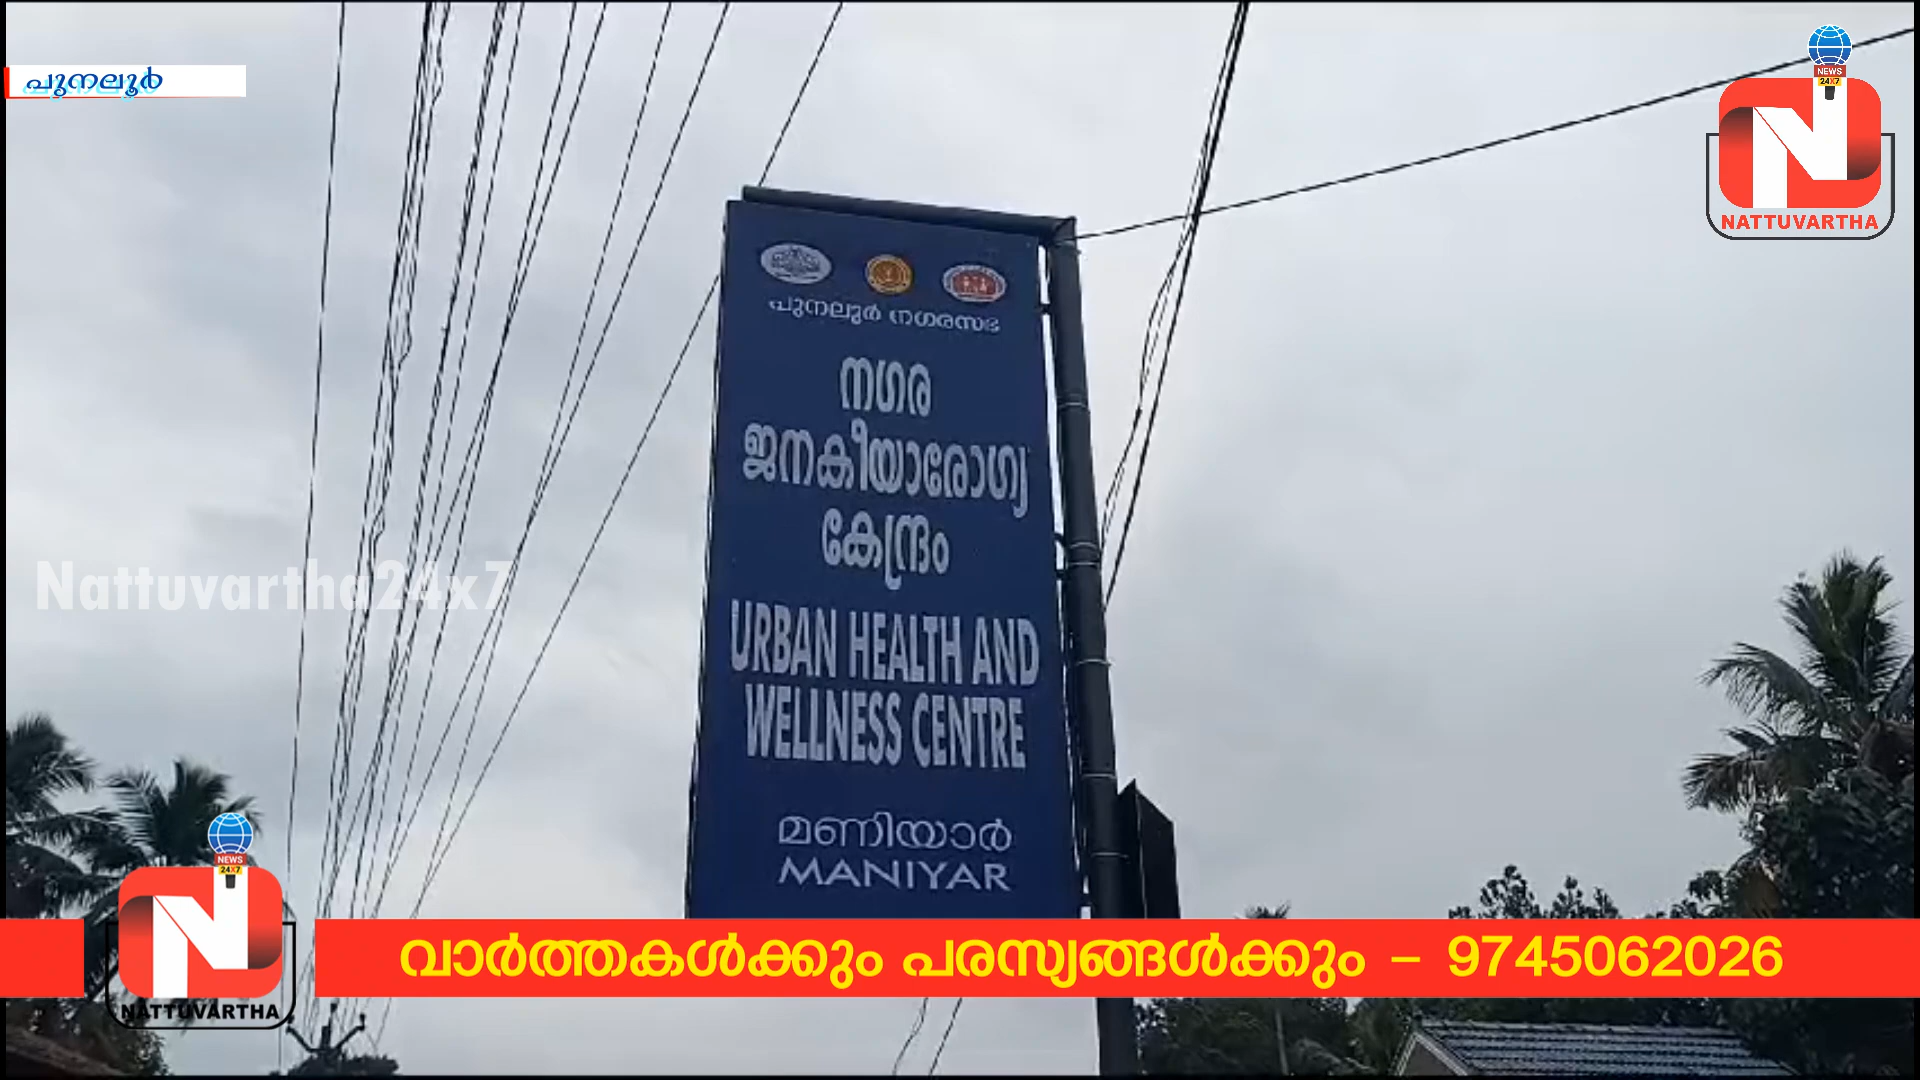 പുനലൂർ
NEWS
24X7
NATTUVARTHA
പുനലൂർ നഗരസഭ
നഗര
ജനകീയാരോഗ്യ
കേന്ദ്രം
URBAN HEALTH AND
WELLNESS CENTRE
മണിയാർ
MANIYAR
Nattuvartha24x7
NEWS
24X7
NATTUVARTHA
വാർത്തകൾക്കും പരസ്യങ്ങൾക്കും – 9745062026